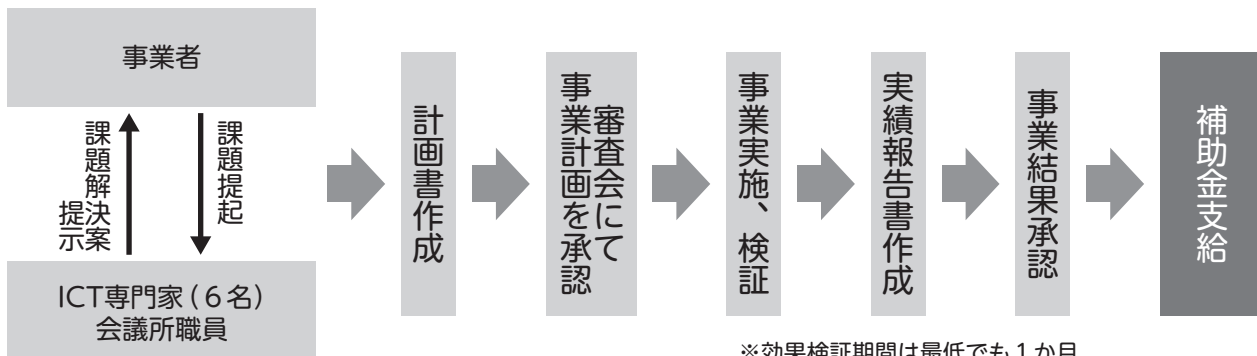 事業者
課題解決案
提示
課題提起
ICT専門家(6名)
会議所職員
計画書作成
審査会にて
事業計画を承認
事業実施、検証
実績報告書作成
事業結果承認
補助金支給
※効果検証期間は最低でも1か月